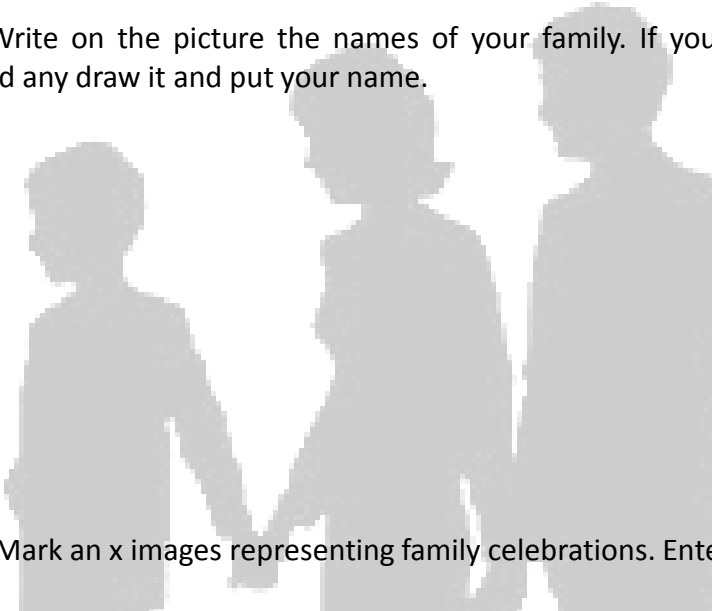 Write on the picture the names of your family. If you
d any draw it and put your name.
Mark an x images representing family celebrations. Ente